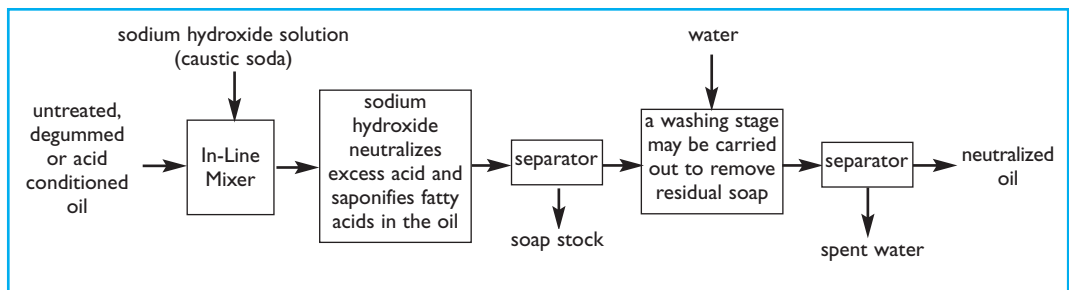 sodium hydroxide solution
(caustic soda)
untreated,
degummed
or acid
conditioned
oil
In-Line
Mixer
sodium
hydroxide
neutralizes
excess acid and
saponifies fatty
acids in the oil
separator
soap stock
water
a washing stage
may be carried
out to remove
residual soap
separator
spent water
neutralized
oil